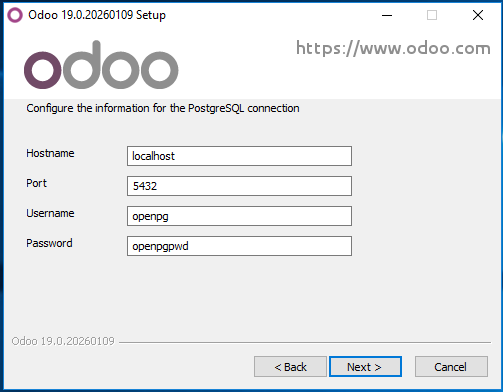 Odoo 19.0.20260109 Setup
odoo
https://www.odoo.com
Configure the information for the PostgreSQL connection
Hostname localhost
Port 5432
Username openpg
Password openpgpwd
Odoo 19.0.20260109
< Back Next > Cancel